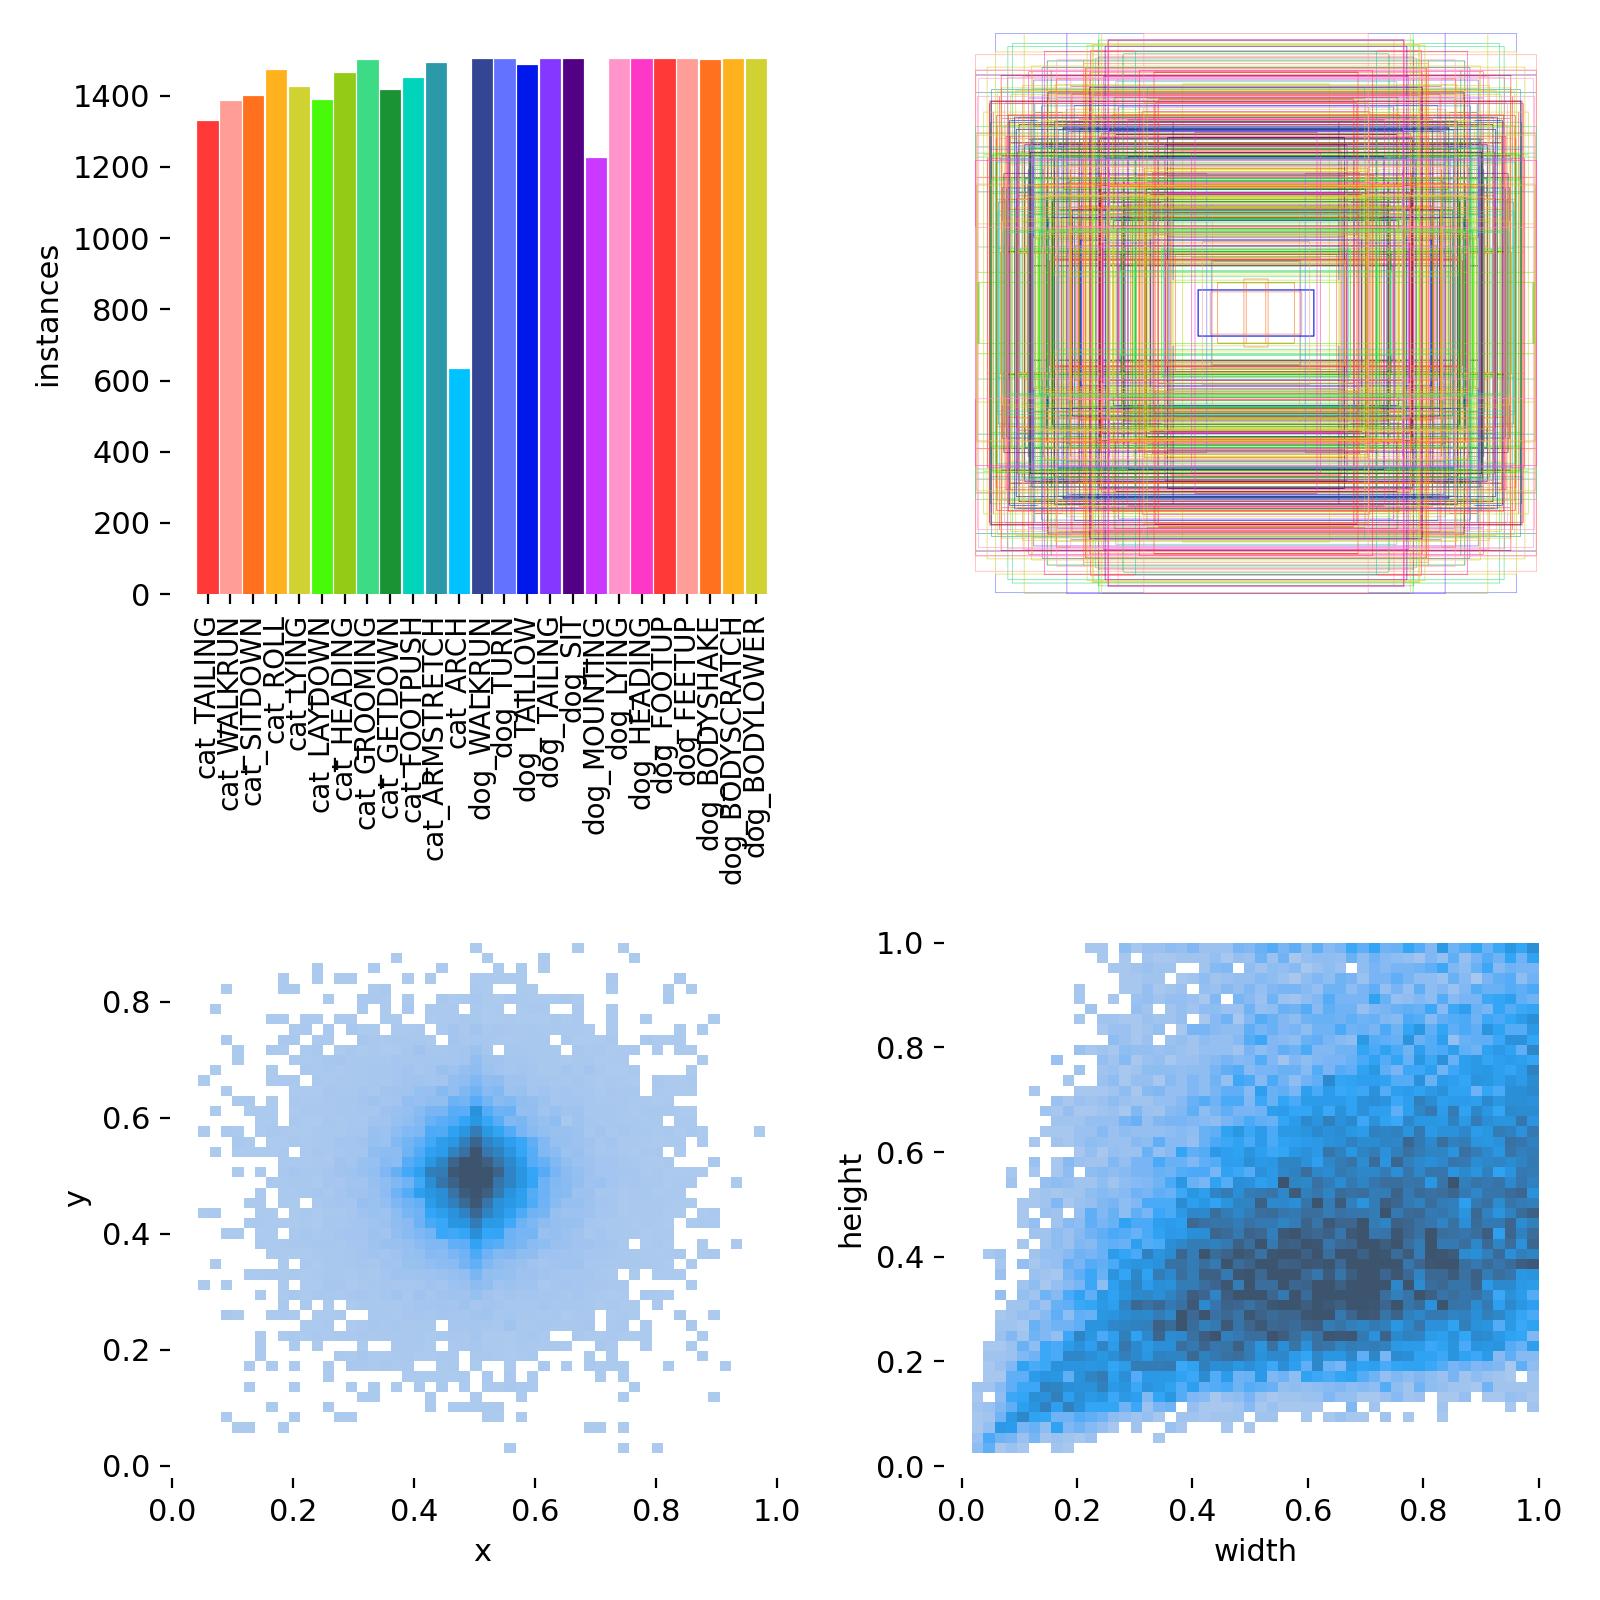 instances
1400
1200
1000
800
600
400
200
0
cat_TAILING
cat_WALKRUN
cat_SITDOWN
cat_ROLL
cat_LYING
cat_LAYDOWN
cat_HEADING
cat_GROOMING
cat_GETDOWN
cat_FOOTPUSH
cat_ARMSTRETCH
cat_ARCH
dog_WALKRUN
dog_TURN
dog_TAILLOW
dog_TAILING
dog_SIT
dog_MOUNTING
dog_LYING
dog_HEADING
dog_FOOTUP
dog_FEETUP
dog_BODYSHAKE
dog_BODYSCRATCH
dog_BODYLOWER
y
0.8
0.6
0.4
0.2
0.0
0.0 0.2 0.4 0.6 0.8 1.0
x
height
1.0
0.8
0.6
0.4
0.2
0.0
0.0 0.2 0.4 0.6 0.8 1.0
width